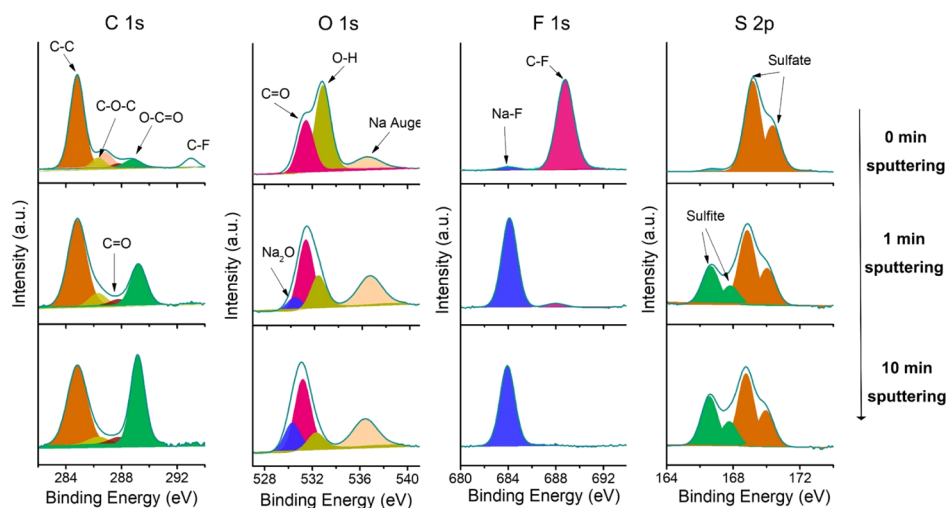 C 1s
O 1s
F 1s
S 2p
C-C
C-O-C
O-C=O
C-F
C=O
O-H
Na Auge
C-F
Na-F
Sulfate
0 min
sputtering
C=O
Na2O
Sulfite
1 min
sputtering
10 min
sputtering
Intensity (a.u.)
Intensity (a.u.)
Intensity (a.u.)
Intensity (a.u.)
284 288 292
528 532 536 540
680 684 688 692
164 168 172
Binding Energy (eV)
Binding Energy (eV)
Binding Energy (eV)
Binding Energy (eV)